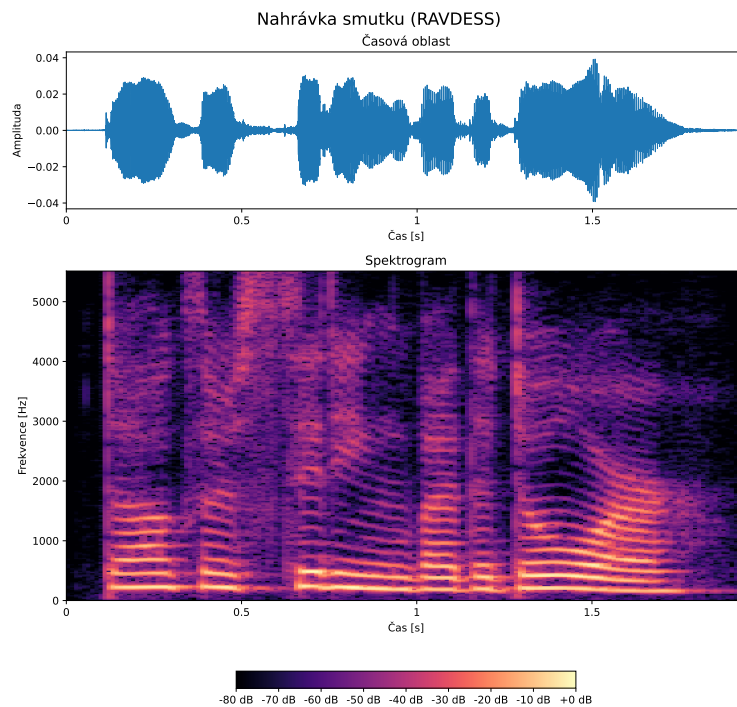 Nahrávka smutku (RAVDESS)
Časová oblast
0.04
0.02
0.00
−0.02
−0.04
Amplituda
0
0.5
1
1.5
Čas [s]
Spektrogram
5000
4000
3000
2000
1000
0
Frekvence [Hz]
0
0.5
1
1.5
Čas [s]
-80 dB -70 dB -60 dB -50 dB -40 dB -30 dB -20 dB -10 dB +0 dB